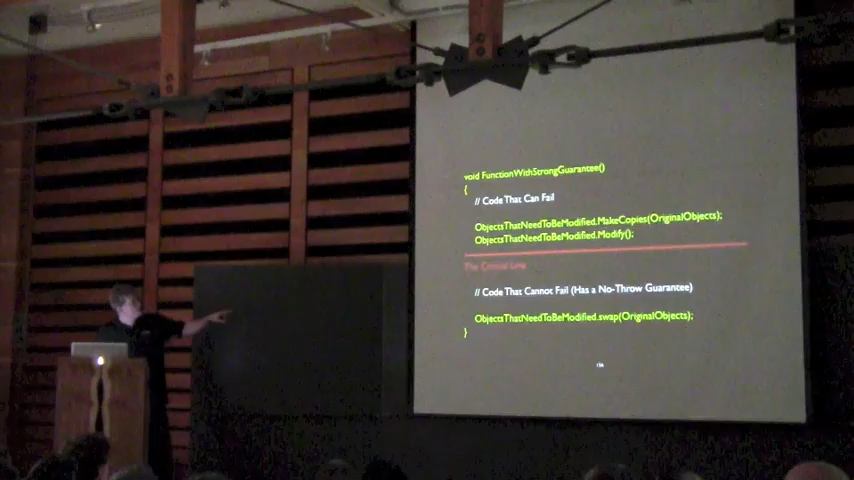 void FunctionWithStrongGuarantee()
{
// Code That Can Fail
ObjectsThatNeedToBeModified.MakeCopies(OriginalObjects);
ObjectsThatNeedToBeModified.Modify();
The Critical Line
// Code That Cannot Fail (Has a No-Throw Guarantee)
ObjectsThatNeedToBeModified.swap(OriginalObjects);
}